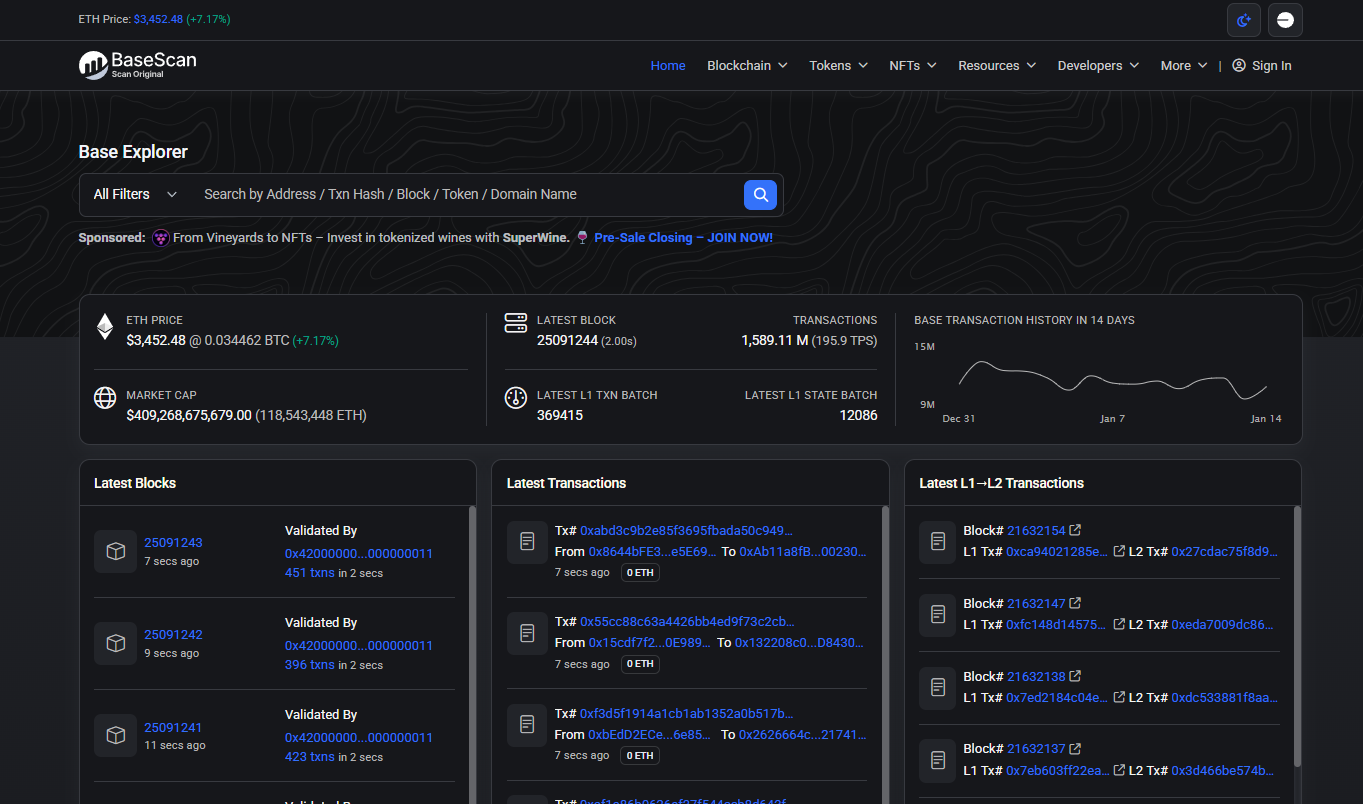 ETH Price: $3,452.48 (+7.17%)
BaseScan
Scan Original
Home Blockchain Tokens NFTs Resources Developers More | Sign In
Base Explorer
All Filters Search by Address / Txn Hash / Block / Token / Domain Name
Sponsored: From Vineyards to NFTs – Invest in tokenized wines with SuperWine. Pre-Sale Closing – JOIN NOW!
ETH PRICE
$3,452.48 @ 0.034462 BTC (+7.17%)
MARKET CAP
$409,268,675,679.00 (118,543,448 ETH)
LATEST BLOCK
25091244 (2.00s)
TRANSACTIONS
1,589.11 M (195.9 TPS)
LATEST L1 TXN BATCH
369415
LATEST L1 STATE BATCH
12086
BASE TRANSACTION HISTORY IN 14 DAYS
15M
9M
Dec 31 Jan 7 Jan 14
Latest Blocks
25091243
7 secs ago
Validated By
0x42000000...000000011
451 txns in 2 secs
25091242
9 secs ago
Validated By
0x42000000...000000011
396 txns in 2 secs
25091241
11 secs ago
Validated By
0x42000000...000000011
423 txns in 2 secs
Latest Transactions
Tx# 0xabd3c9b2e85f3695fbada50c949...
From 0x8644bFE3...e5E69... To 0xAb11a8fB...00230...
7 secs ago 0 ETH
Tx# 0x55cc88c63a4426bb4ed9f73c2cb...
From 0x15cdf7f2...0E989... To 0x132208c0...D8430...
7 secs ago 0 ETH
Tx# 0xf3d5f1914a1cb1ab1352a0b517b...
From 0xbEdD2ECe...6e85... To 0x2626664c...21741...
7 secs ago 0 ETH
Latest L1→L2 Transactions
Block# 21632154
L1 Tx# 0xca94021285e... L2 Tx# 0x27cdac75f8d9...
Block# 21632147
L1 Tx# 0xfc148d14575... L2 Tx# 0xeda7009dc86...
Block# 21632138
L1 Tx# 0x7ed2184c04e... L2 Tx# 0xdc533881f8aa...
Block# 21632137
L1 Tx# 0x7eb603ff22ea... L2 Tx# 0x3d466be574b...